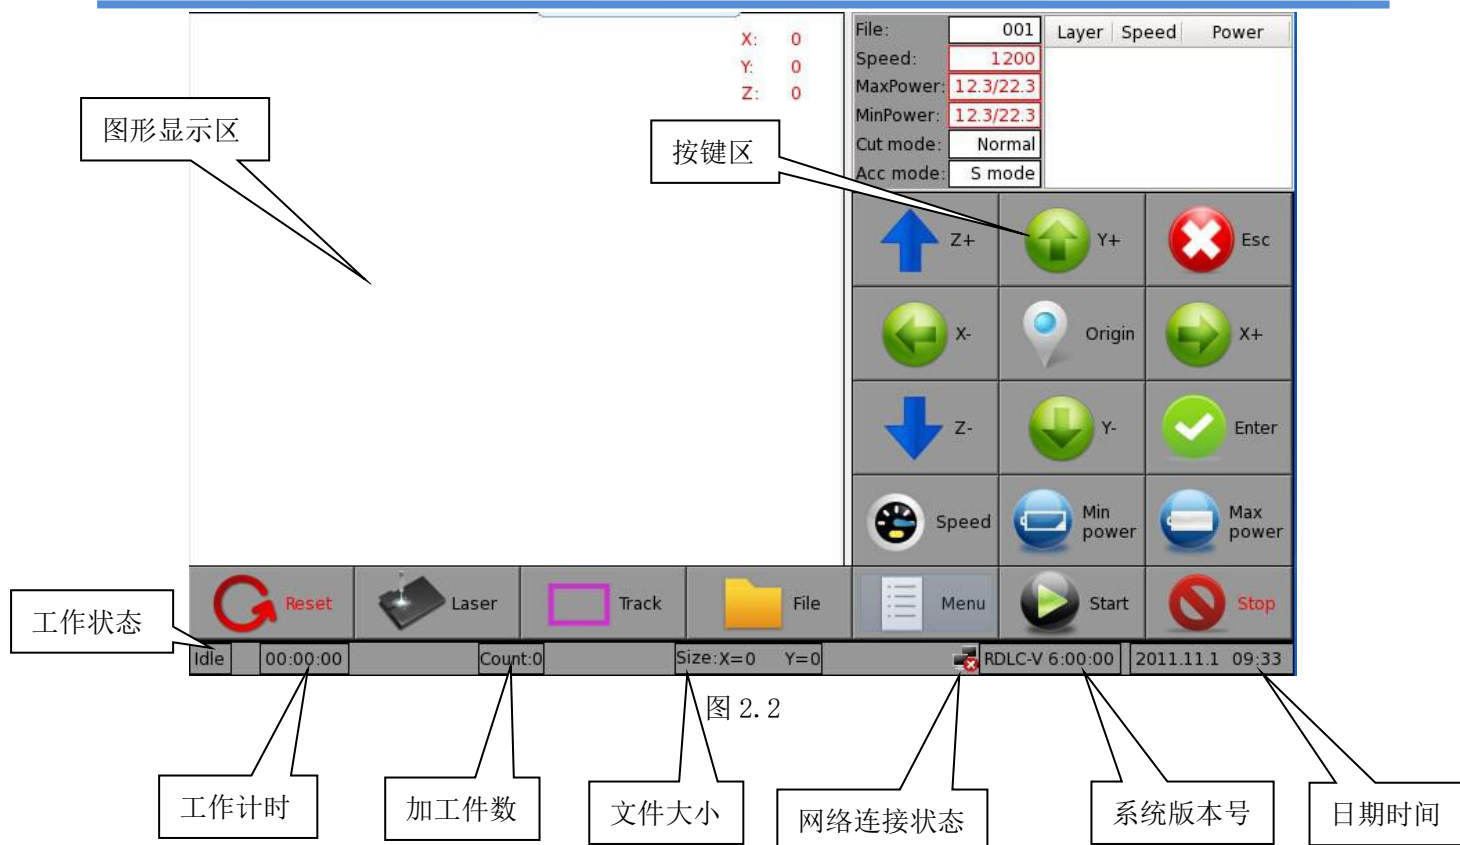 X: 0
Y: 0
Z: 0
File: 001
Speed: 1200
MaxPower: 12.3/22.3
MinPower: 12.3/22.3
Cut mode: Normal
Acc mode: S mode
Layer Speed Power
图形显示区
按键区
Z+ Y+ Esc
X- Origin X+
Z- Y- Enter
Speed Min power Max power
Reset Laser Track File Menu Start Stop
工作状态
Idle 00:00:00 Count:0 Size:X=0 Y=0 RDLC-V 6:00:00 2011.11.1 09:33
图 2.2
工作计时 加工件数 文件大小 网络连接状态 系统版本号 日期时间